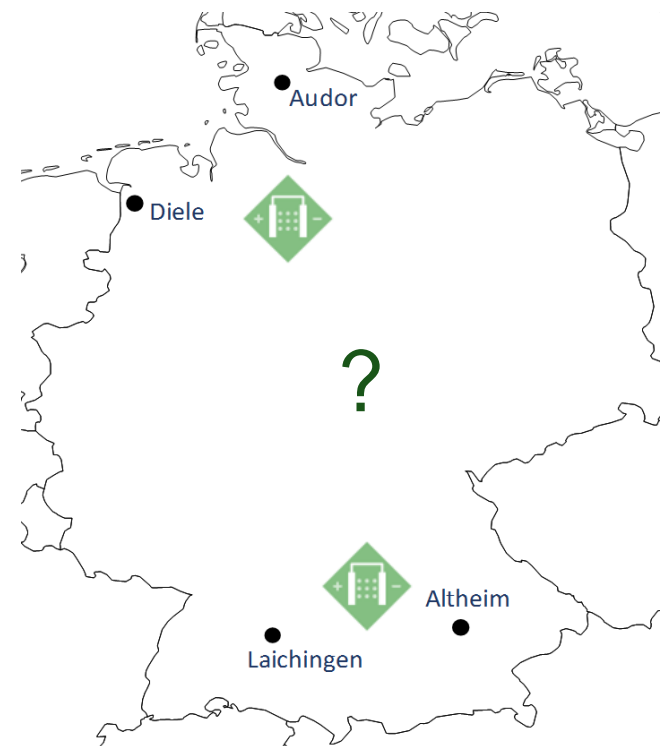 Audor
Diele
+ −
?
+ −
Altheim
Laichingen